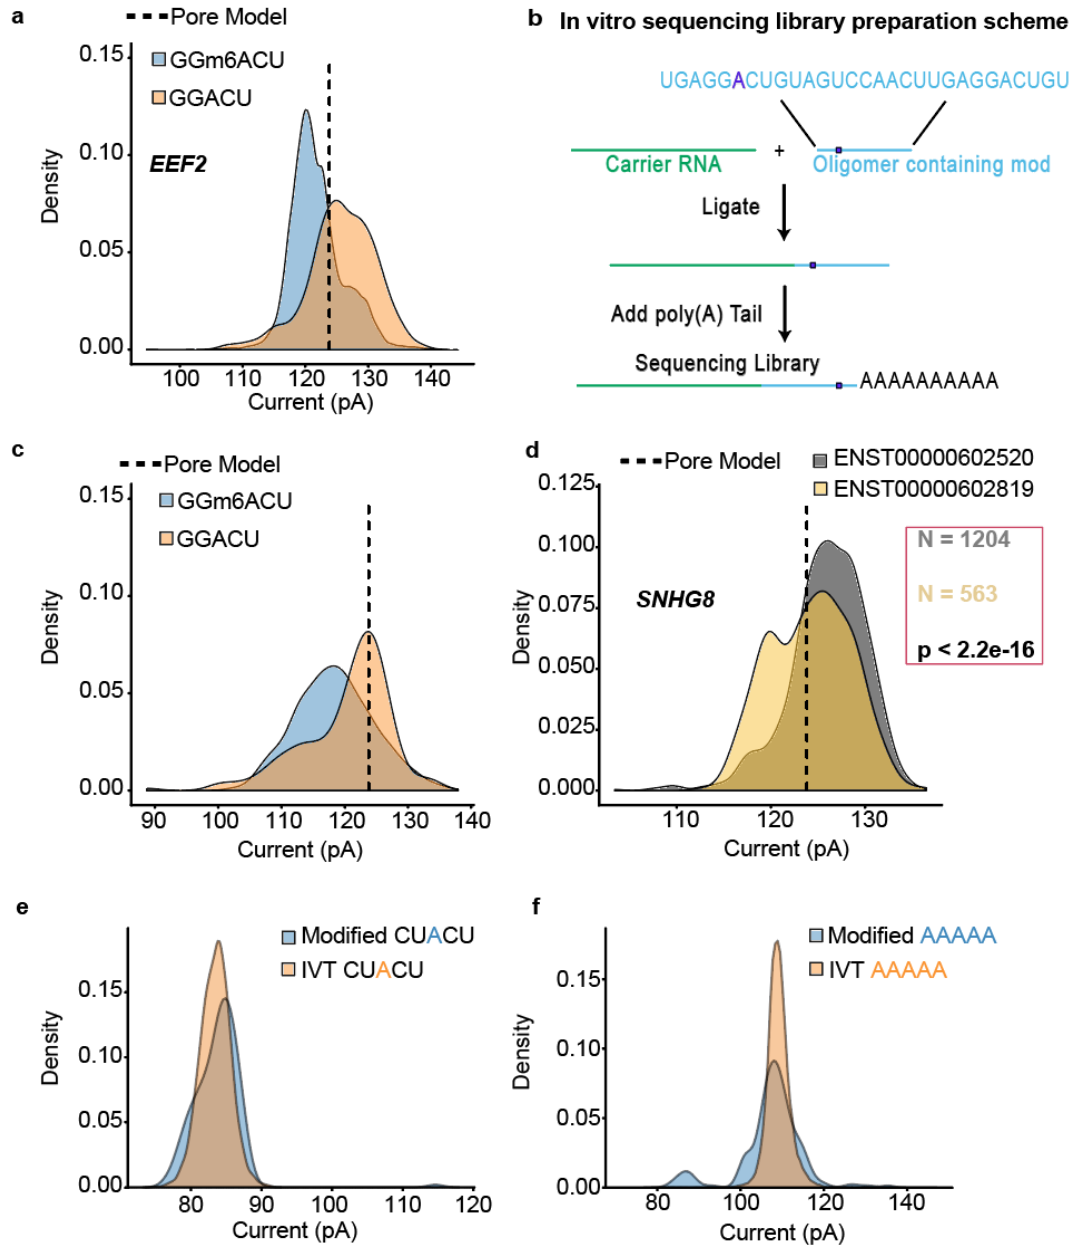 a
Pore Model
GGm6ACU
GGACU
EEF2
0.15
0.10
0.05
0.00
Density
100 110 120 130 140
Current (pA)
b In vitro sequencing library preparation scheme
UGAGGACUGUAGUCCAACUUGAGGACUGU
+
Carrier RNA
Oligomer containing mod
Ligate
Add poly(A) Tail
Sequencing Library
AAAAAAAAAA
c
Pore Model
GGm6ACU
GGACU
0.15
0.10
0.05
0.00
Density
90 100 110 120 130 140
Current (pA)
d
Pore Model
ENST00000602520
ENST00000602819
N = 1204
N = 563
p < 2.2e-16
SNHG8
0.125
0.100
0.075
0.050
0.025
0.000
Density
110 120 130
Current (pA)
e
Modified CUACU
IVT CUACU
0.15
0.10
0.05
0.00
Density
80 90 100 110 120
Current (pA)
f
Modified AAAAA
IVT AAAAA
0.15
0.10
0.05
0.00
Density
80 100 120 140
Current (pA)